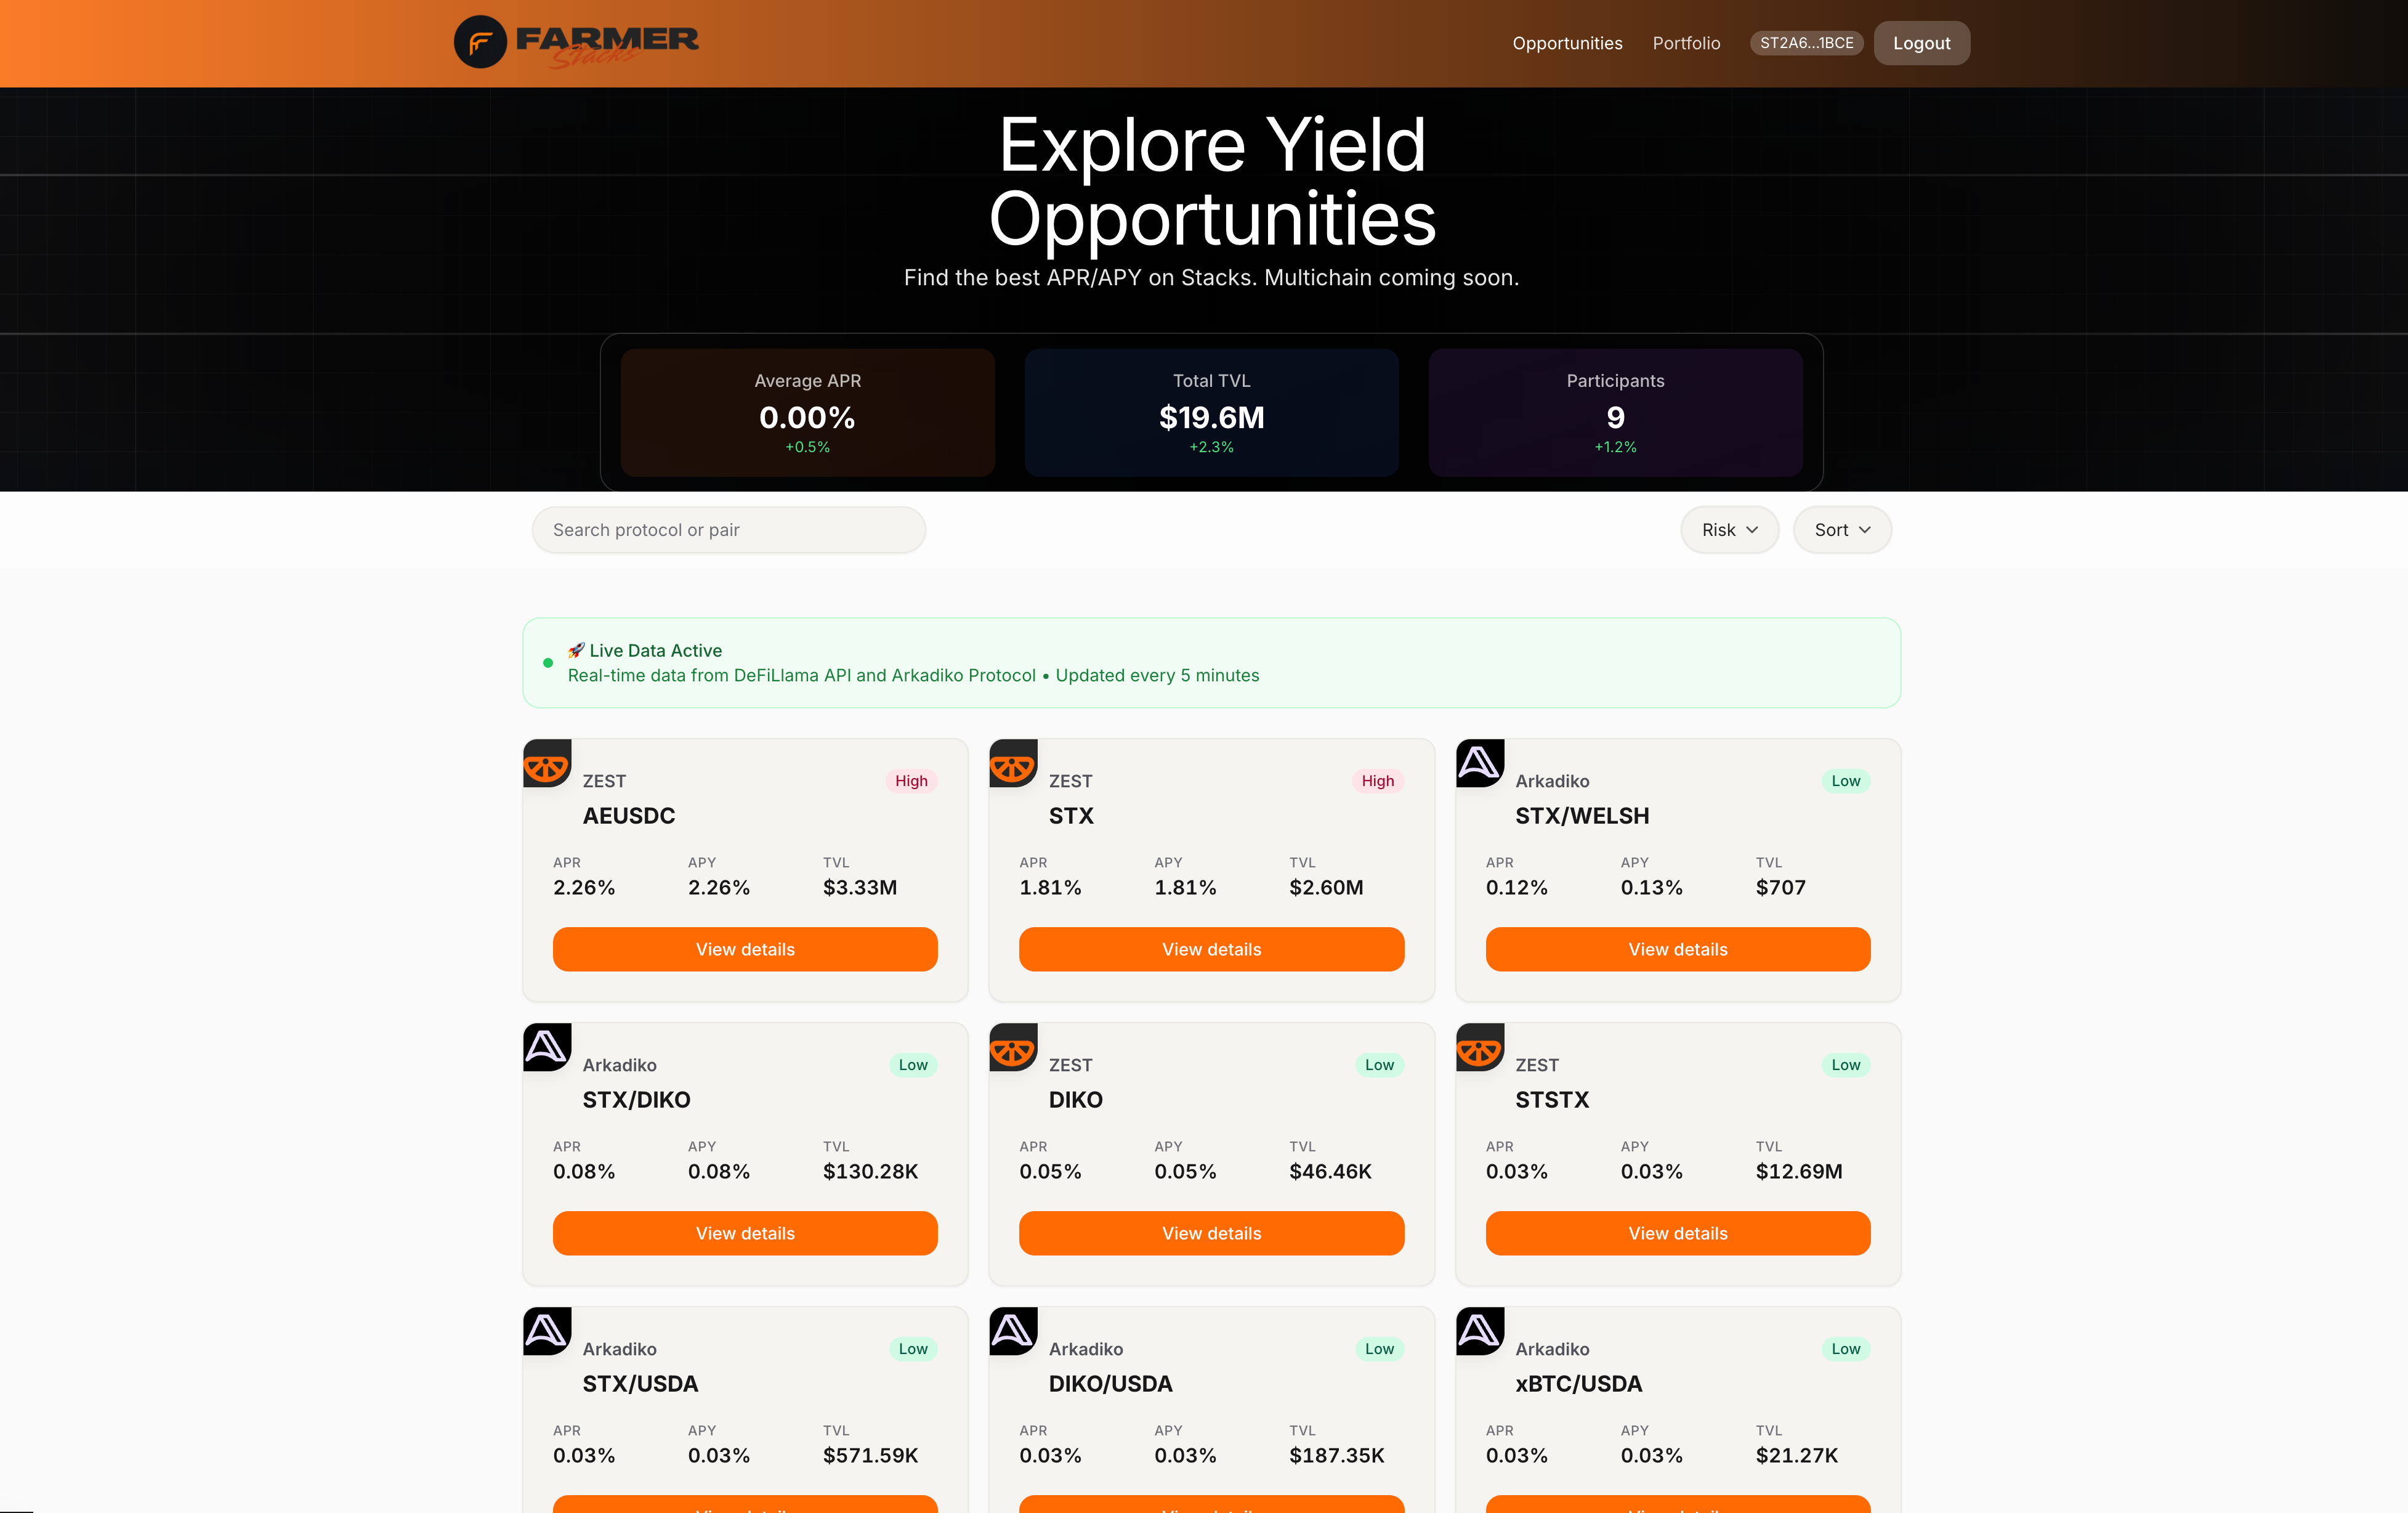 FARMER
Stacks
Opportunities
Portfolio
ST2A6...1BCE
Logout
Explore Yield
Opportunities
Find the best APR/APY on Stacks. Multichain coming soon.
Average APR
0.00%
+0.5%
Total TVL
$19.6M
+2.3%
Participants
9
+1.2%
Search protocol or pair
Risk
Sort
🚀 Live Data Active
Real-time data from DeFiLlama API and Arkadiko Protocol • Updated every 5 minutes
ZEST
High
AEUSDC
APR APY TVL
2.26% 2.26% $3.33M
View details
ZEST
High
STX
APR APY TVL
1.81% 1.81% $2.60M
View details
Arkadiko
Low
STX/WELSH
APR APY TVL
0.12% 0.13% $707
View details
Arkadiko
Low
STX/DIKO
APR APY TVL
0.08% 0.08% $130.28K
View details
ZEST
Low
DIKO
APR APY TVL
0.05% 0.05% $46.46K
View details
ZEST
Low
STSTX
APR APY TVL
0.03% 0.03% $12.69M
View details
Arkadiko
Low
STX/USDA
APR APY TVL
0.03% 0.03% $571.59K
Arkadiko
Low
DIKO/USDA
APR APY TVL
0.03% 0.03% $187.35K
Arkadiko
Low
xBTC/USDA
APR APY TVL
0.03% 0.03% $21.27K